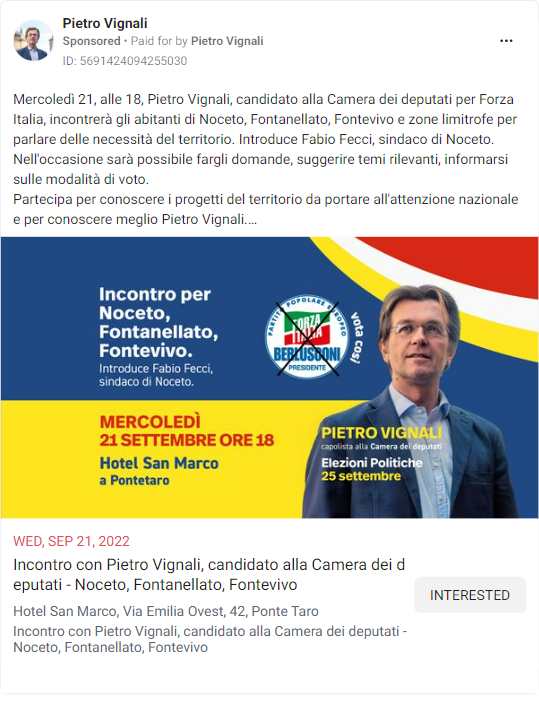 Pietro Vignali
Sponsored • Paid for by Pietro Vignali
ID: 5691424094255030
Mercoledì 21, alle 18, Pietro Vignali, candidato alla Camera dei deputati per Forza
Italia, incontrerà gli abitanti di Noceto, Fontanellato, Fontevivo e zone limitrofe per
parlare delle necessità del territorio. Introduce Fabio Fecci, sindaco di Noceto.
Nell'occasione sarà possibile fargli domande, suggerire temi rilevanti, informarsi
sulle modalità di voto.
Partecipa per conoscere i progetti del territorio da portare all'attenzione nazionale
e per conoscere meglio Pietro Vignali....
Incontro per
Noceto,
Fontanellato,
Fontevivo.
Introduce Fabio Fecci,
sindaco di Noceto.
PARTITO POPOLARE EUROPEO
FORZA
ITALIA
BERLUSCONI
PRESIDENTE
vota così
MERCOLEDÌ
21 SETTEMBRE ORE 18
Hotel San Marco
a Pontetaro
PIETRO VIGNALI
capolista alla Camera dei deputati
Elezioni Politiche
25 settembre
WED, SEP 21, 2022
Incontro con Pietro Vignali, candidato alla Camera dei d
eputati - Noceto, Fontanellato, Fontevivo
INTERESTED
Hotel San Marco, Via Emilia Ovest, 42, Ponte Taro
Incontro con Pietro Vignali, candidato alla Camera dei deputati -
Noceto, Fontanellato, Fontevivo